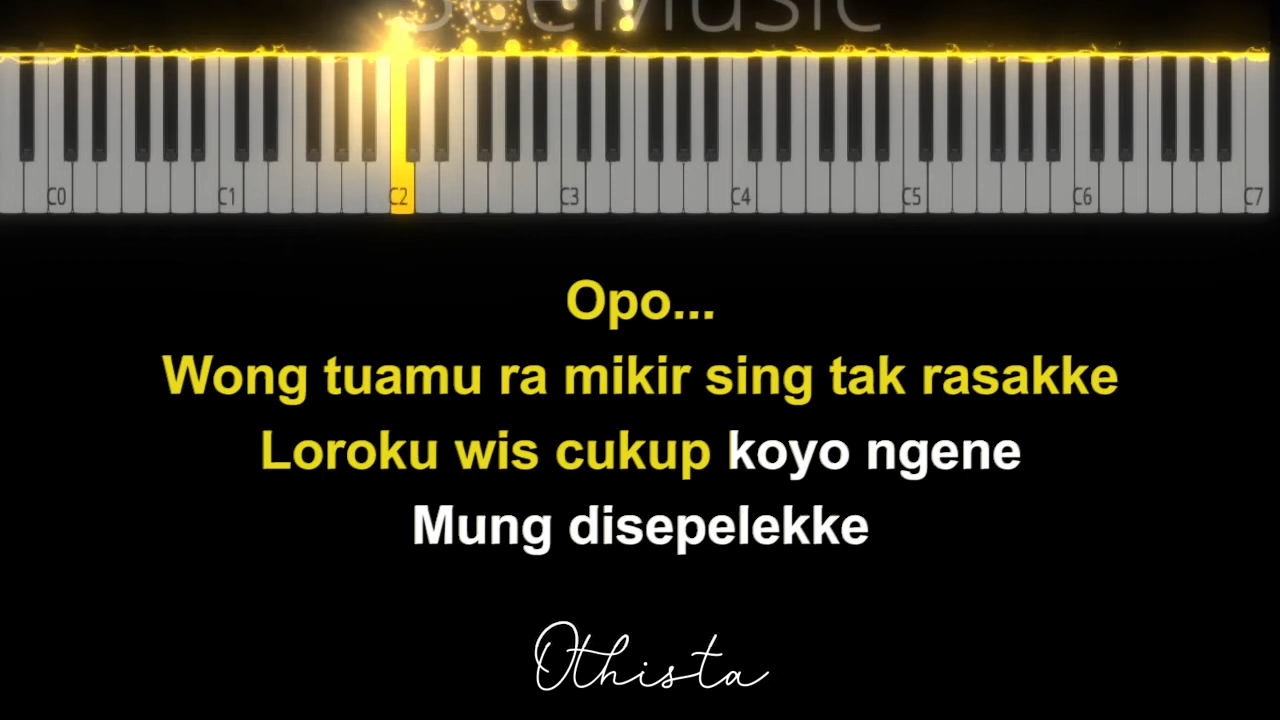 SeeMusic
C0 C1 C2 C3 C4 C5 C6 C7
Opo...
Wong tuamu ra mikir sing tak rasakke
Loroku wis cukup koyo ngene
Mung disepelekke
Othista